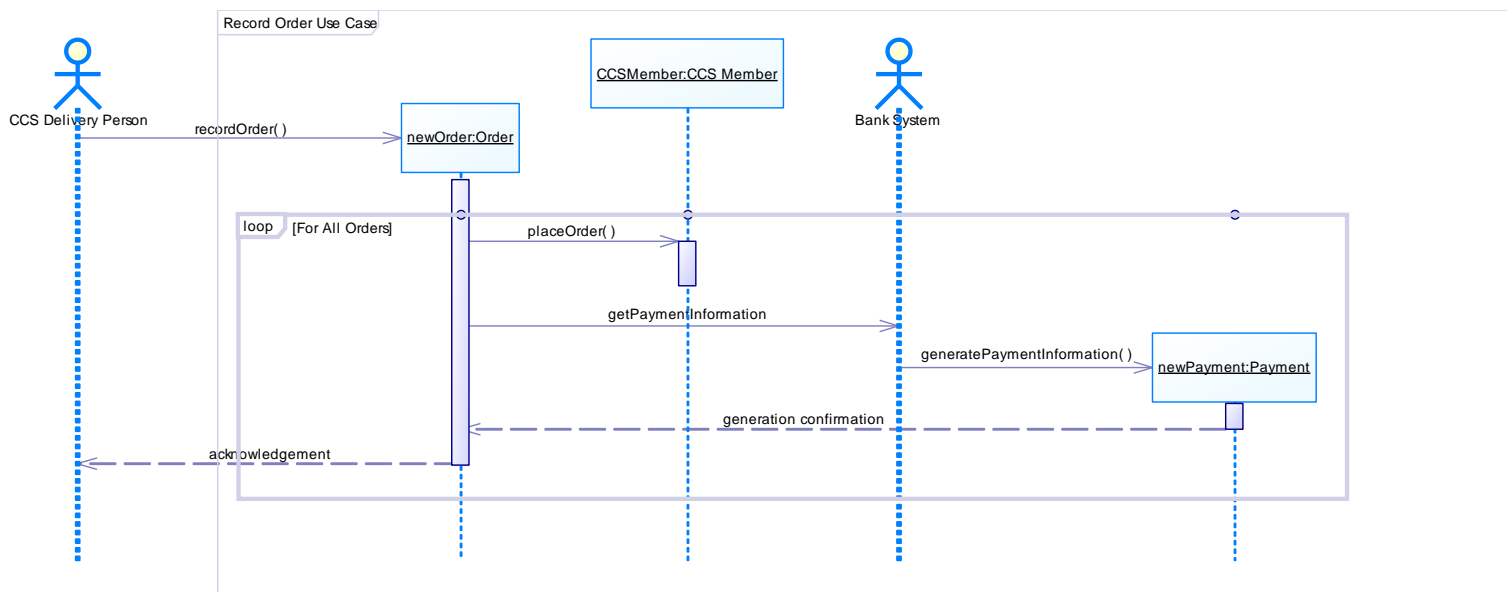 Record Order Use Case
CCSMember:CCS Member
CCS Delivery Person
Bank System
recordOrder( )
newOrder:Order
loop
[For All Orders]
placeOrder( )
getPaymentInformation
generatePaymentInformation( )
newPayment:Payment
generation confirmation
acknowledgement